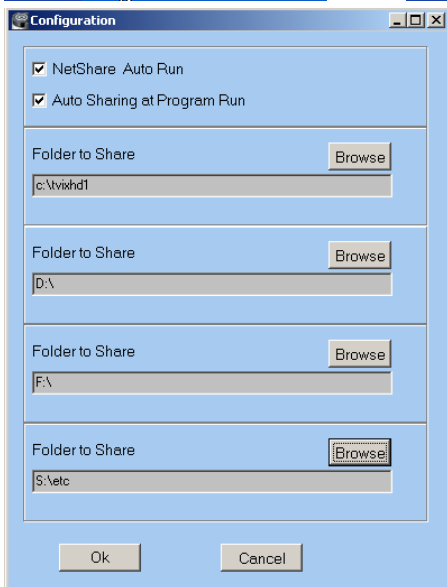 Configuration
NetShare Auto Run
Auto Sharing at Program Run
Folder to Share
Browse
c:\tvixhd1
Folder to Share
Browse
D:\
Folder to Share
Browse
F:\
Folder to Share
Browse
S:\etc
Ok
Cancel